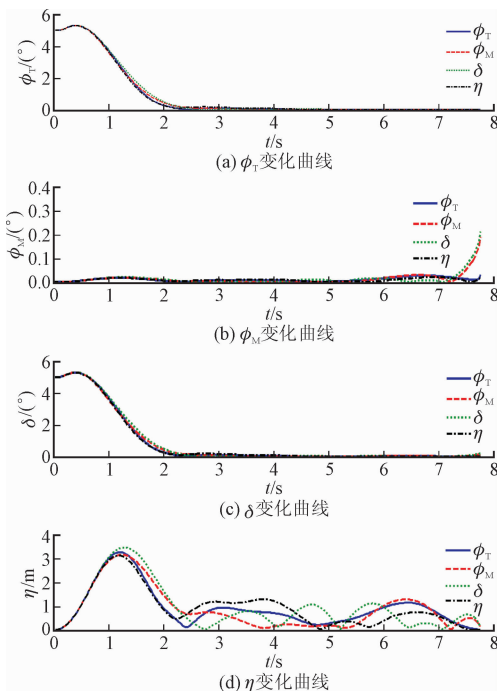 6
4
2
0
ϕT/(°)
ϕT
ϕM
δ
η
0 1 2 3 4 5 6 7 8
t/s
(a) ϕT变化曲线
0.4
0.3
0.2
0.1
0.0
ϕM/(°)
ϕT
ϕM
δ
η
0 1 2 3 4 5 6 7 8
t/s
(b) ϕM变化曲线
6
4
2
0
δ/(°)
ϕT
ϕM
δ
η
0 1 2 3 4 5 6 7 8
t/s
(c) δ变化曲线
4
3
2
1
0
η/m
ϕT
ϕM
δ
η
0 1 2 3 4 5 6 7 8
t/s
(d) η变化曲线